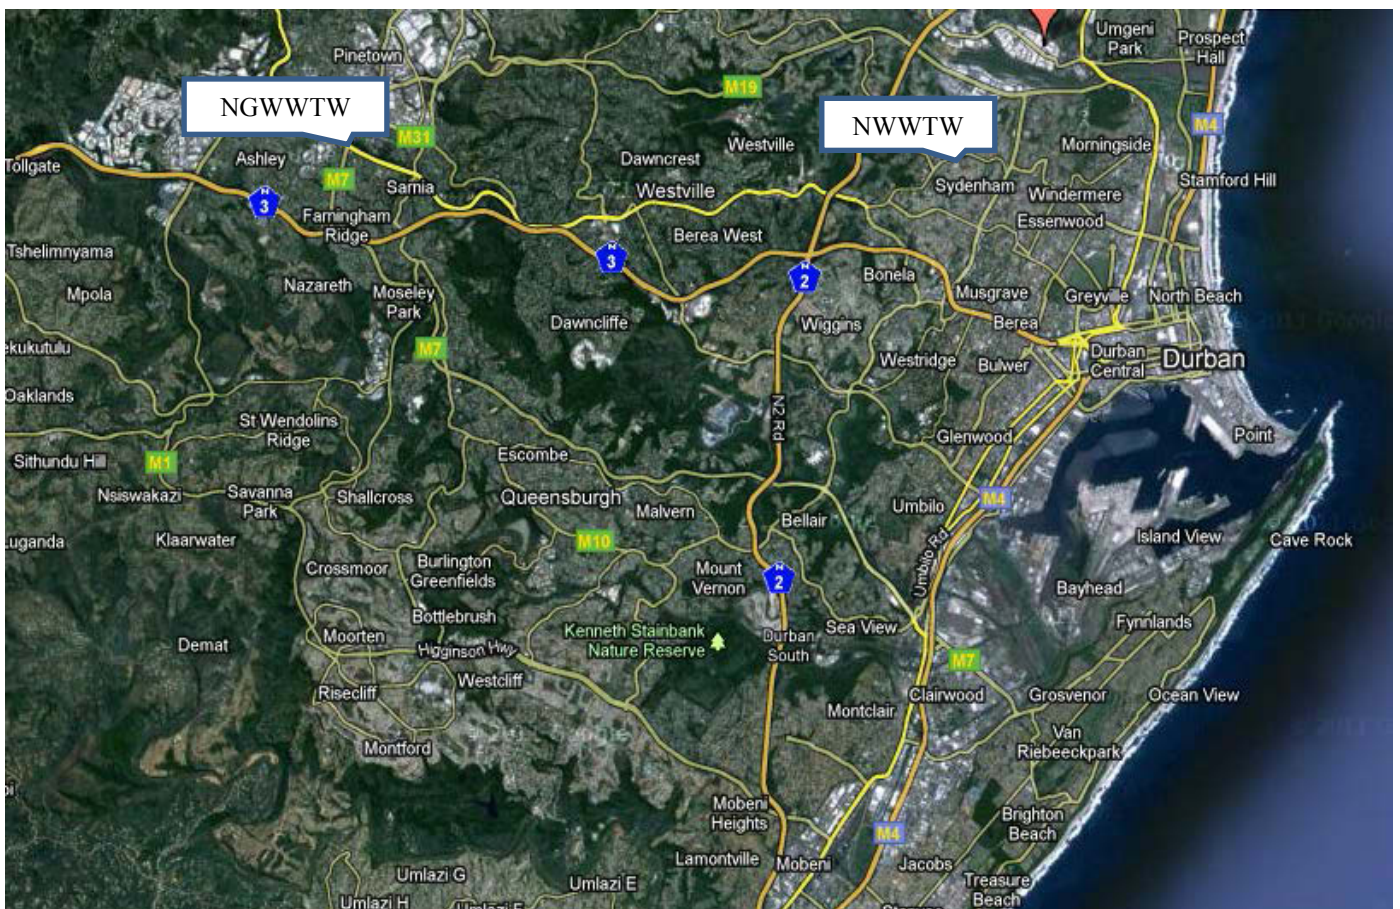 Umgeni
Park
Prospect
Hall
Pinetown
M19
NGWWTW
NWWTW
M4
M31
Ashley
Dawncrest
Westville
Morningside
Tollgate
M7
Sarnia
Westville
Sydenham
Windermere
Stamford Hill
N
3
Farningham
Ridge
Essenwood
Tshelimnyama
Berea West
N
3
N
2
Bonela
Mpola
Nazareth
Moseley
Park
Musgrave
Greyville
North Beach
Dawncliffe
Wiggins
Berea
ekukutulu
M7
Westridge
Bulwer
Durban
Central
Durban
Oaklands
N2 Rd
St Wendolins
Ridge
Glenwood
Point
Sithundu Hill
M1
Escombe
Nsiswakazi
Savanna
Park
Shallcross
Queensburgh
Malvern
Umbilo
M4
Bellair
Luganda
Klaarwater
M10
Island View
Cave Rock
Crossmoor
Burlington
Greenfields
Mount
Vernon
N
2
Umbilo Rd
Bayhead
Bottlebrush
Fynnlands
Demat
Moorten
Higginson Hwy
Kenneth Stainbank
Nature Reserve
Durban
South
Sea View
M7
Risecliff
Westcliff
Clairwood
Grosvenor
Ocean View
Montclair
Montford
Van
Riebeeckpark
Mobeni
Heights
Brighton
Beach
M4
Lamontville
Mobeni
Jacobs
Umlazi G
Umlazi E
Treasure
Beach
Umlazi H